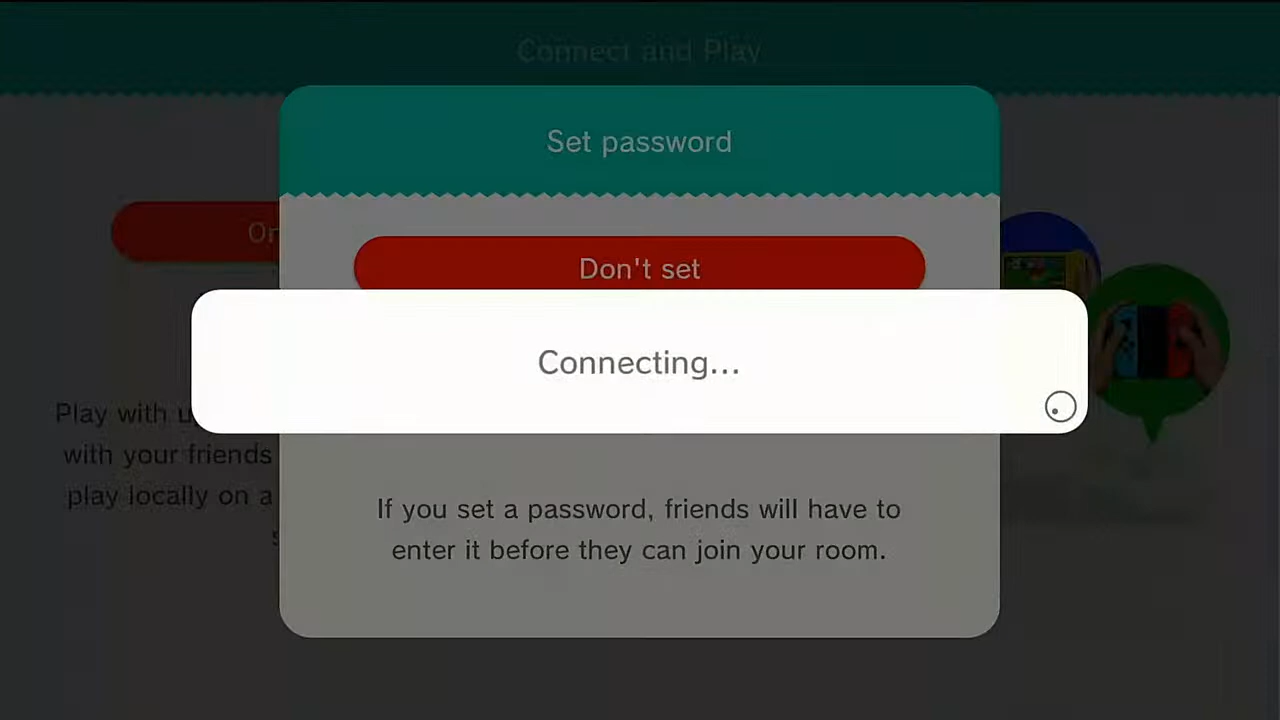 Connect and Play
Set password
Don't set
Connecting...
Play with
with your friends
play locally on a
If you set a password, friends will have to
enter it before they can join your room.